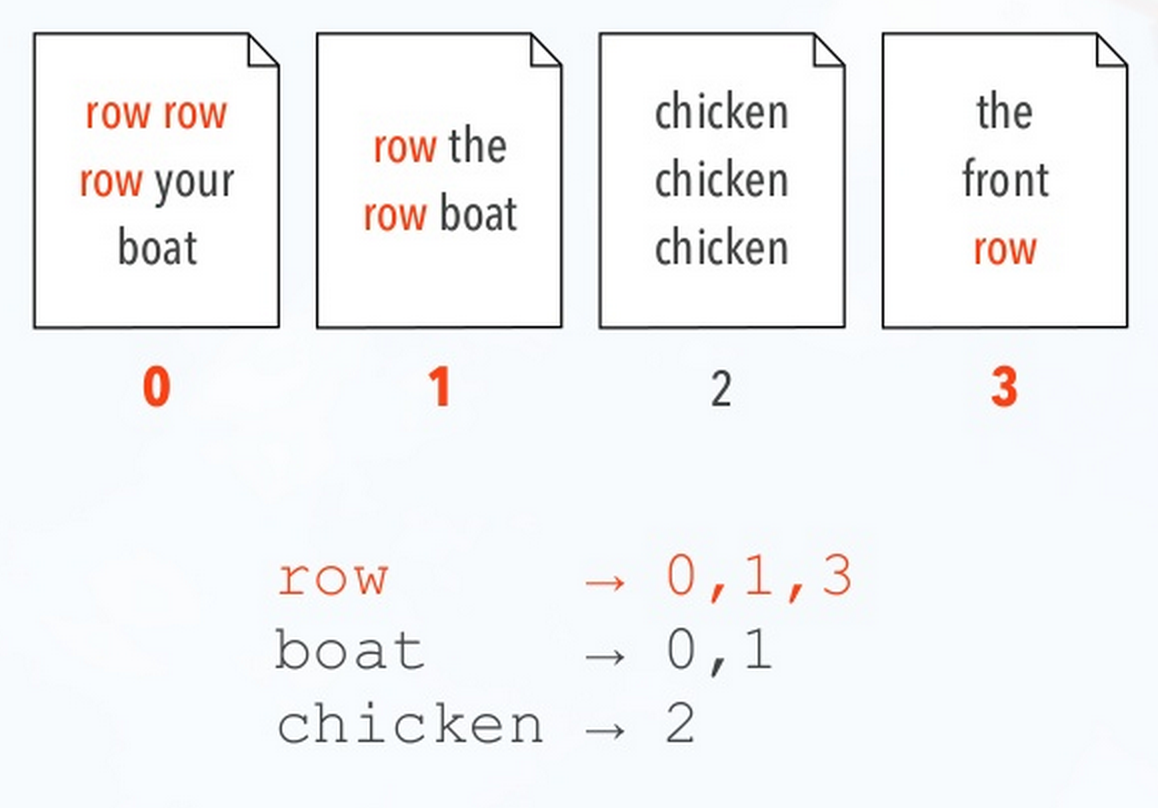 row row
row your
boat
0
row the
row boat
1
chicken
chicken
chicken
2
the
front
row
3
row → 0,1,3
boat → 0,1
chicken → 2